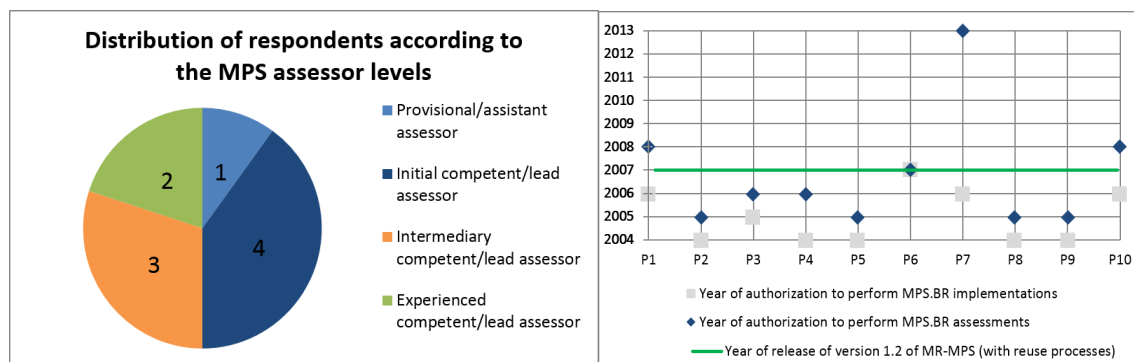 Distribution of respondents according to
the MPS assessor levels
1
4
3
2
Provisional/assistant
assessor
Initial competent/lead
assessor
Intermediary
competent/lead assessor
Experienced
competent/lead assessor
2013
2012
2011
2010
2009
2008
2007
2006
2005
2004
P1 P2 P3 P4 P5 P6 P7 P8 P9 P10
Year of authorization to perform MPS.BR implementations
Year of authorization to perform MPS.BR assessments
Year of release of version 1.2 of MR-MPS (with reuse processes)